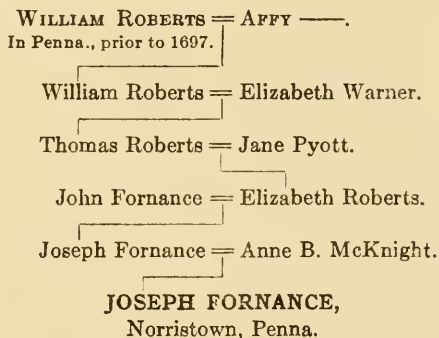 WILLIAM ROBERTS = AFFY ——.
In Penna., prior to 1697.
William Roberts = Elizabeth Warner.
Thomas Roberts = Jane Pyott.
John Fornance = Elizabeth Roberts.
Joseph Fornance = Anne B. McKnight.
JOSEPH FORNANCE,
Norristown, Penna.